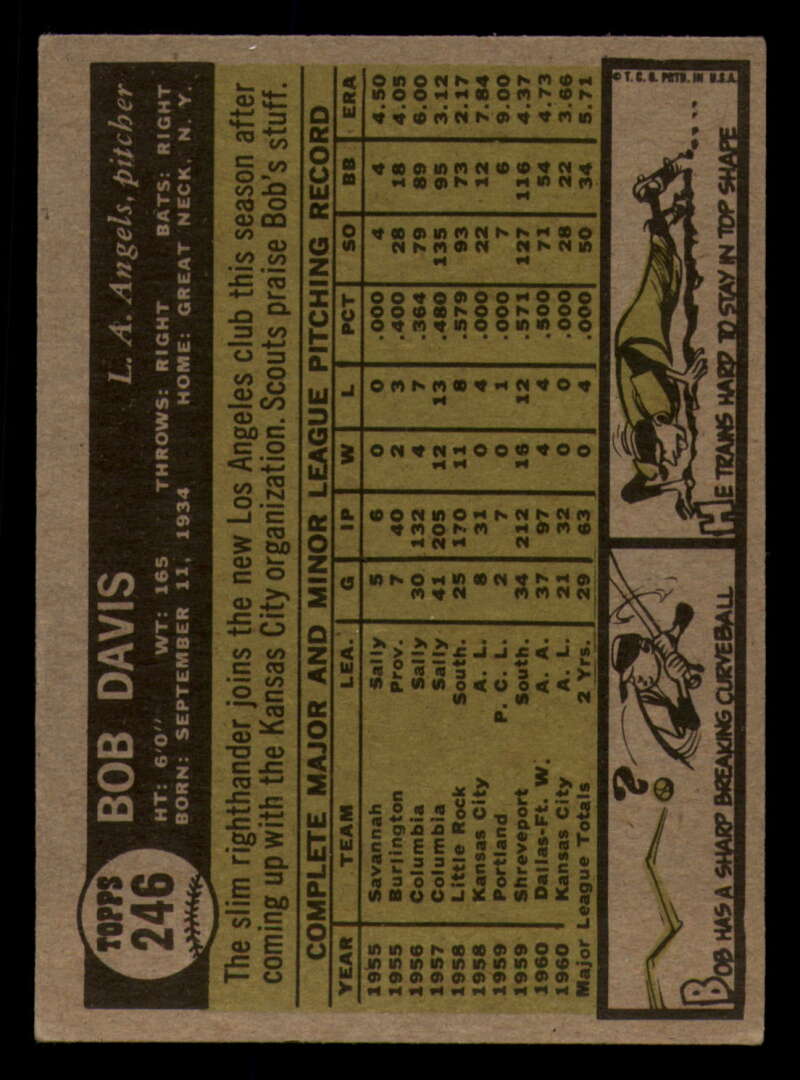 TOPPS
246
BOB DAVIS
L. A. Angels, pitcher
HT: 6'0" WT: 165 THROWS: RIGHT BATS: RIGHT
BORN: SEPTEMBER 11, 1934 HOME: GREAT NECK, N. Y.
The slim righthander joins the new Los Angeles club this season after
coming up with the Kansas City organization. Scouts praise Bob's stuff.
COMPLETE MAJOR AND MINOR LEAGUE PITCHING RECORD
YEAR TEAM LEA. G IP W L PCT SO BB ERA
1955 Savannah Sally 5 6 0 0 .000 4 4 4.50
1955 Burlington Prov. 7 40 2 3 .400 28 18 4.05
1956 Columbia Sally 30 132 4 7 .364 79 89 6.00
1957 Columbia Sally 41 205 12 13 .480 135 95 3.12
1958 Little Rock South. 25 170 11 8 .579 93 73 2.17
1958 Kansas City A. L. 8 31 0 4 .000 22 12 7.84
1959 Portland P. C. L. 2 7 0 1 .000 7 6 9.00
1959 Shreveport South. 34 212 16 12 .571 127 116 4.37
1960 Dallas-Ft. W. A. A. 37 97 4 4 .500 71 54 4.73
1960 Kansas City A. L. 21 32 0 0 .000 28 22 3.66
Major League Totals 2 Yrs. 29 63 0 4 .000 50 34 5.71
?
BOB HAS A SHARP BREAKING CURVEBALL
HE TRAINS HARD TO STAY IN TOP SHAPE....
© T. C. G. PRTD. IN U.S.A.